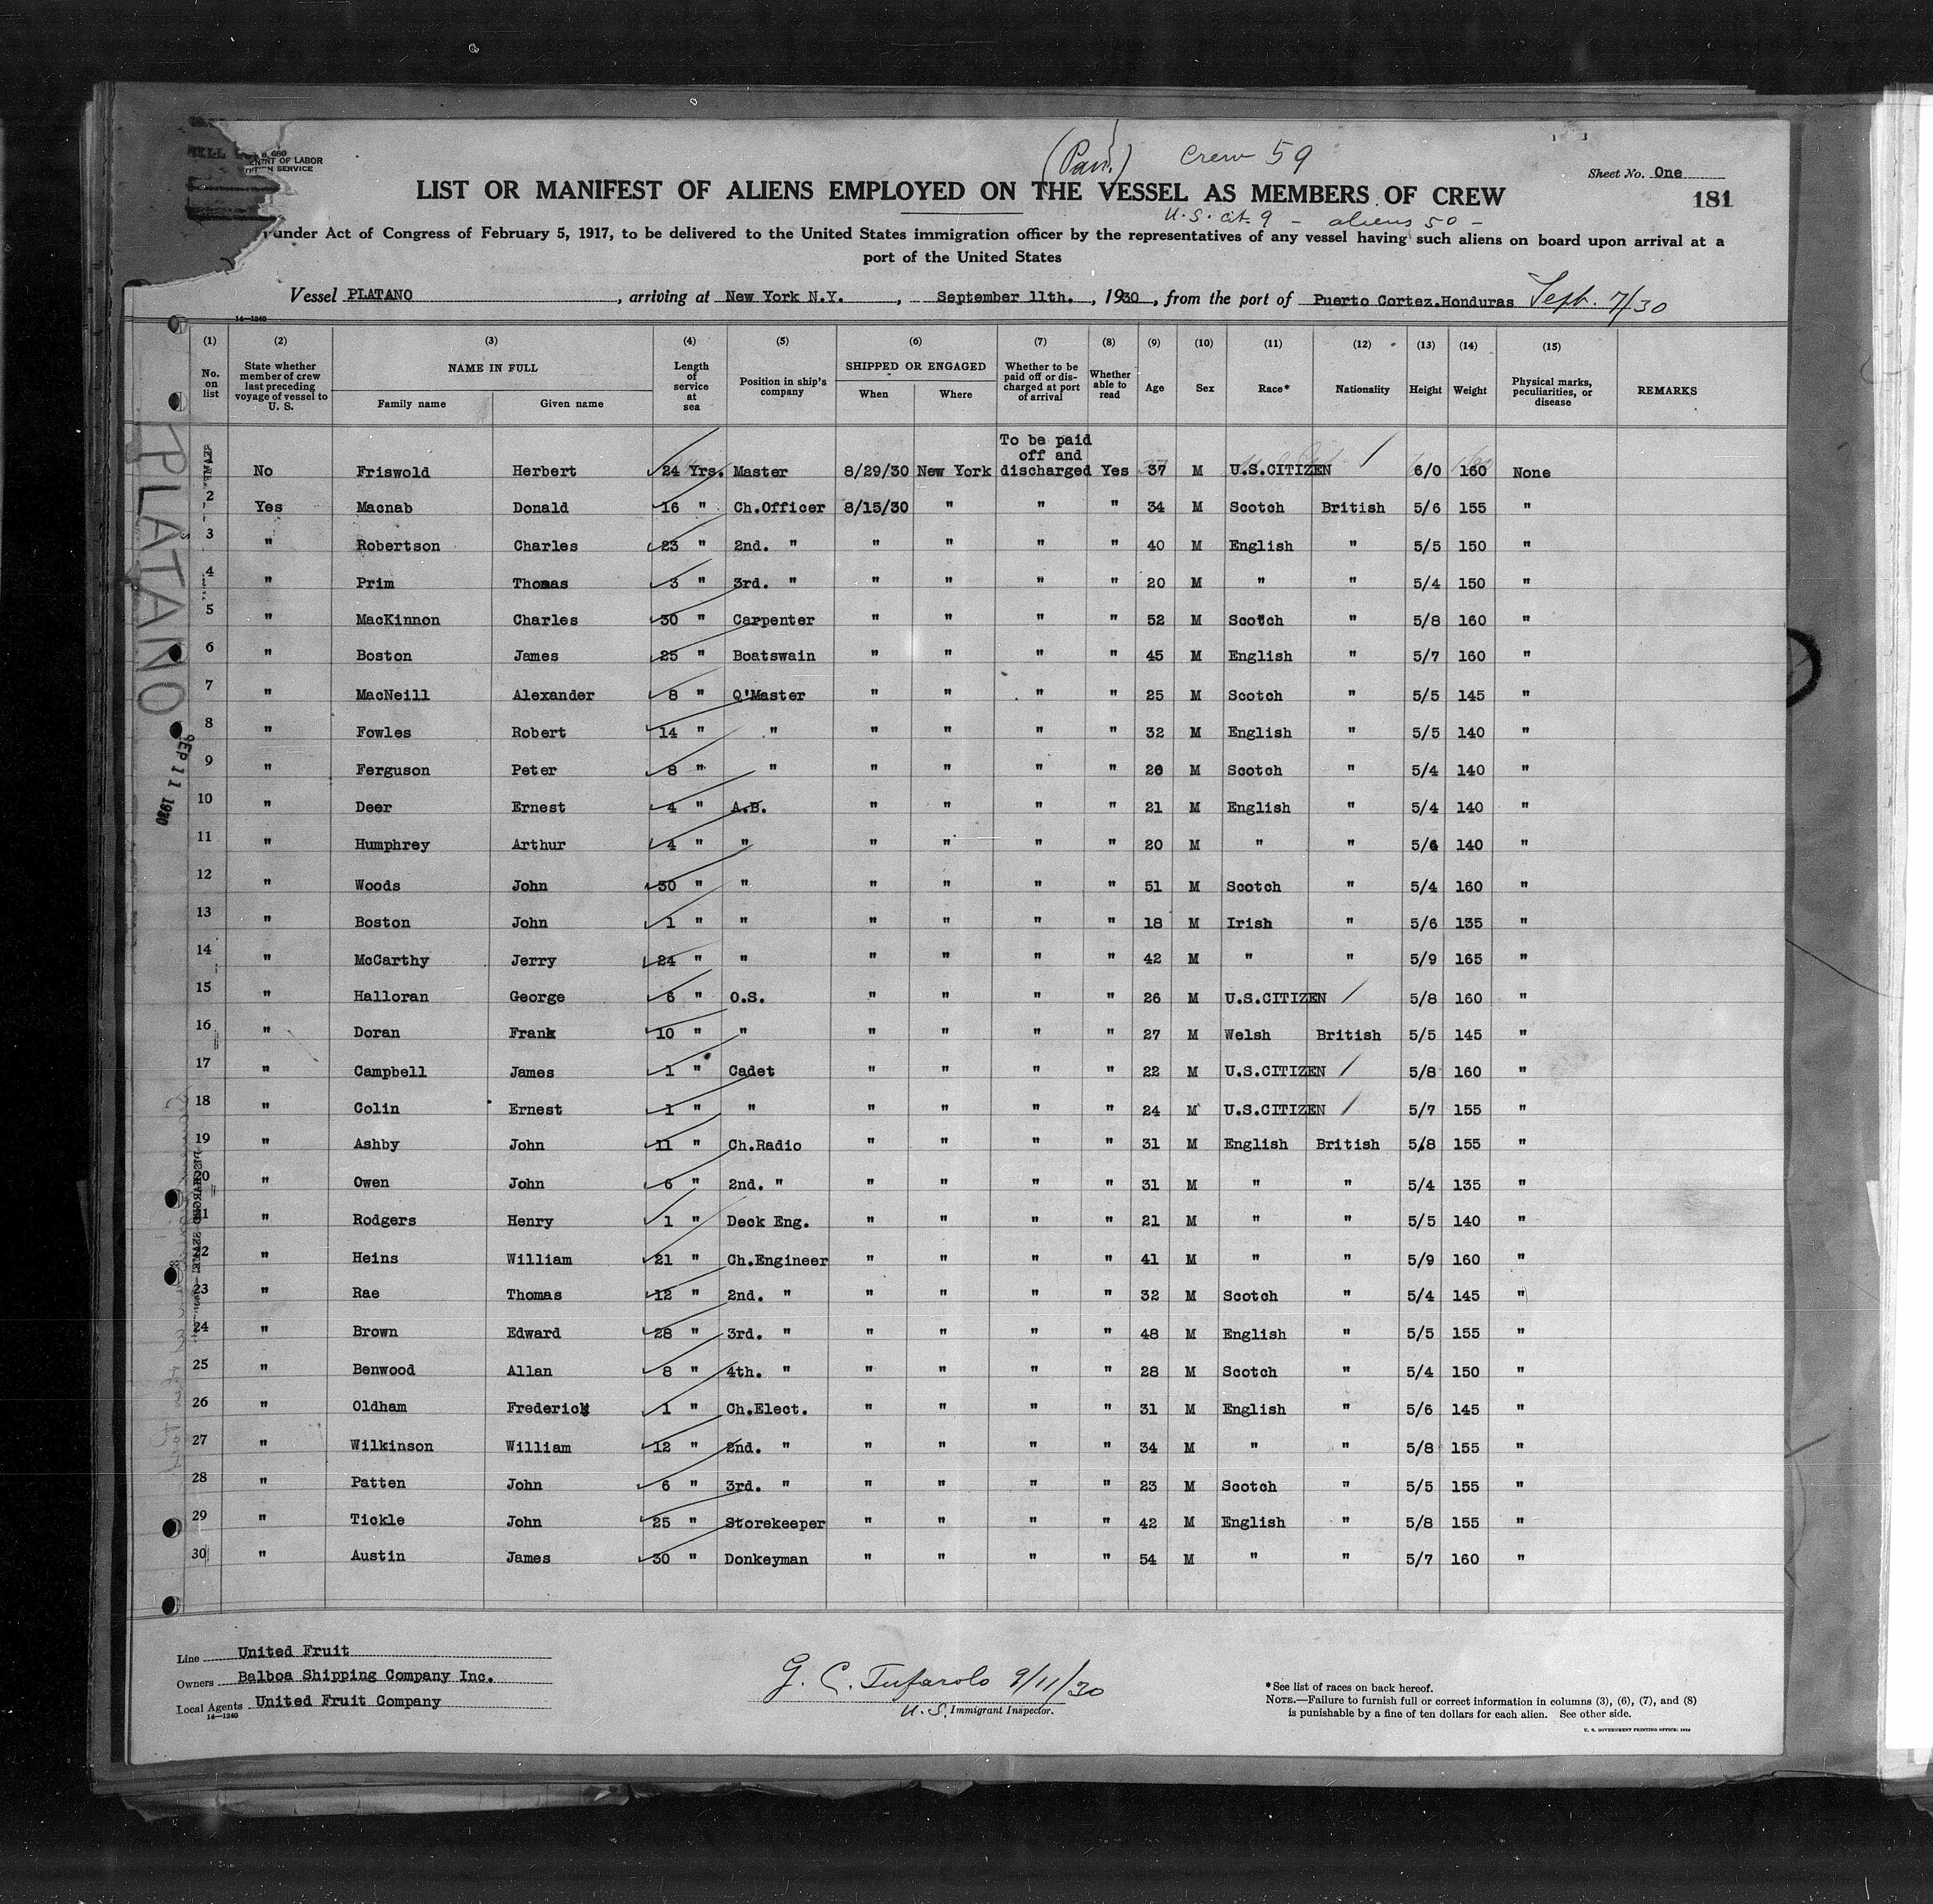 680
OF LABOR
SERVICE
(Pan.) Crew 59
Sheet No. One
LIST OR MANIFEST OF ALIENS EMPLOYED ON THE VESSEL AS MEMBERS OF CREW
181
U.S. cit. 9 - aliens 50 -
under Act of Congress of February 5, 1917, to be delivered to the United States immigration officer by the representatives of any vessel having such aliens on board upon arrival at a
port of the United States
Vessel PLATANO, arriving at New York N.Y., September 11th., 1930, from the port of Puerto Cortez.Honduras Sept. 7/30
14-1240
(1) (2) (3) (4) (5) (6) (7) (8) (9) (10) (11) (12) (13) (14) (15)
No. on list | State whether member of crew last preceding voyage of vessel to U. S. | NAME IN FULL | Length of service at sea | Position in ship's company | SHIPPED OR ENGAGED | Whether to be paid off or discharged at port of arrival | Whether able to read | Age | Sex | Race* | Nationality | Height | Weight | Physical marks, peculiarities, or disease | REMARKS
Family name | Given name | When | Where
To be paid
off and
No Friswold Herbert 24 Yrs. Master 8/29/30 New York discharged Yes 37 M U.S.CITIZEN 6/0 160 None
2 Yes Macnab Donald 16 " Ch.Officer 8/15/30 " " " 34 M Scotch British 5/6 155 "
3 " Robertson Charles 23 " 2nd. " " " " " 40 M English " 5/5 150 "
4 " Prim Thomas 3 " 3rd. " " " " " 20 M " " 5/4 150 "
5 " MacKinnon Charles 30 " Carpenter " " " " 52 M Scotch " 5/8 160 "
6 " Boston James 25 " Boatswain " " " " 45 M English " 5/7 160 "
7 " MacNeill Alexander 8 " Q'Master " " " " 25 M Scotch " 5/5 145 "
8 " Fowles Robert 14 " " " " " " 32 M English " 5/5 140 "
9 " Ferguson Peter 8 " " " " " " 26 M Scotch " 5/4 140 "
10 " Deer Ernest 4 " A.B. " " " " 21 M English " 5/4 140 "
11 " Humphrey Arthur 4 " " " " " " 20 M " " 5/4 140 "
12 " Woods John 30 " " " " " " 51 M Scotch " 5/4 160 "
13 " Boston John 1 " " " " " " 18 M Irish " 5/6 135 "
14 " McCarthy Jerry 24 " " " " " " 42 M " " 5/9 165 "
15 " Halloran George 6 " O.S. " " " " 26 M U.S.CITIZEN 5/8 160 "
16 " Doran Frank 10 " " " " " " 27 M Welsh British 5/5 145 "
17 " Campbell James 1 " Cadet " " " " 22 M U.S.CITIZEN 5/8 160 "
18 " Colin Ernest 1 " " " " " " 24 M U.S.CITIZEN 5/7 155 "
19 " Ashby John 11 " Ch.Radio " " " " 31 M English British 5/8 155 "
20 " Owen John 6 " 2nd. " " " " " 31 M " " 5/4 135 "
21 " Rodgers Henry 1 " Deck Eng. " " " " 21 M " " 5/5 140 "
22 " Heins William 21 " Ch.Engineer " " " " 41 M " " 5/9 160 "
23 " Rae Thomas 12 " 2nd. " " " " " 32 M Scotch " 5/4 145 "
24 " Brown Edward 28 " 3rd. " " " " " 48 M English " 5/5 155 "
25 " Benwood Allan 8 " 4th. " " " " " 28 M Scotch " 5/4 150 "
26 " Oldham Frederick 1 " Ch.Elect. " " " " 31 M English " 5/6 145 "
27 " Wilkinson William 12 " 2nd. " " " " " 34 M " " 5/8 155 "
28 " Patten John 6 " 3rd. " " " " " 23 M Scotch " 5/5 155 "
29 " Tickle John 25 " Storekeeper " " " " 42 M English " 5/8 155 "
30 " Austin James 30 " Donkeyman " " " " 54 M " " 5/7 160 "
PLATANO
SEP 11 1930
Line United Fruit
Owners Balboa Shipping Company Inc.
Local Agents United Fruit Company
14-1240
G. C. Tufarolo 9/11/30
U.S. Immigrant Inspector.
*See list of races on back hereof.
NOTE.—Failure to furnish full or correct information in columns (3), (6), (7), and (8)
is punishable by a fine of ten dollars for each alien. See other side.
U. S. GOVERNMENT PRINTING OFFICE: